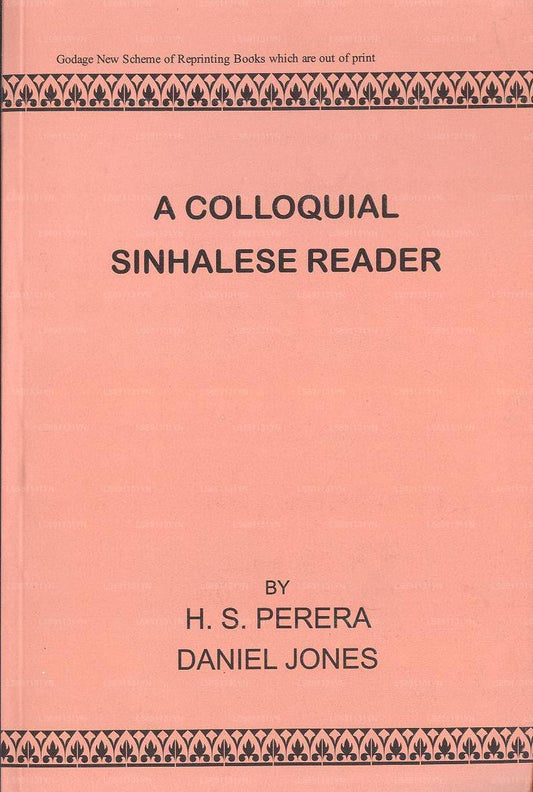 Godage New Scheme of Reprinting Books which are out of print
A COLLOQUIAL
SINHALESE READER
BY
H. S. PERERA
DANIEL JONES